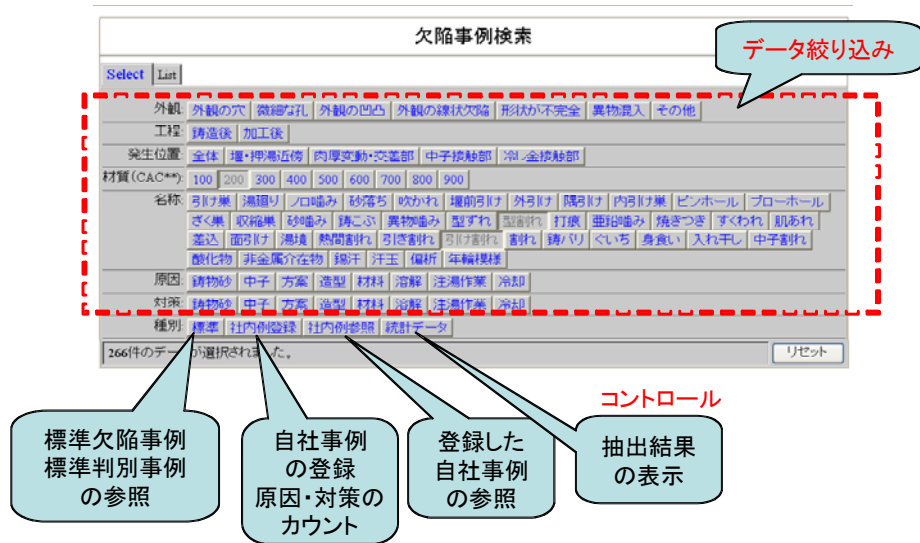 欠陥事例検索
データ絞り込み
Select List
外観: 外観の穴 微細な孔 外観の凹凸 外観の線状欠陥 形状が不完全 異物混入 その他
工程: 鋳造後 加工後
発生位置: 全体 堰・押湯近傍 肉厚変動・交差部 中子接触部 冷し金接触部
材質(CAC**): 100 200 300 400 500 600 700 800 900
名称: 引け巣 湯廻り ノロ噛み 砂落ち 吹かれ 堰前引け 外引け 隅引け 内引け巣 ピンホール ブローホール
ざく巣 収縮巣 砂噛み 鋳こぶ 異物噛み 型ずれ 型割れ 打痕 亜鉛噛み 焼きつき すくわれ 肌あれ
差込 面引け 湯境 熱間割れ 引き割れ 引け割れ 割れ 鋳バリ ぐいち 身食い 入れ干し 中子割れ
酸化物 非金属介在物 錫汗 汗玉 偏析 年輪模様
原因: 鋳物砂 中子 方案 造型 材料 溶解 注湯作業 冷却
対策: 鋳物砂 中子 方案 造型 材料 溶解 注湯作業 冷却
種別: 標準 社内例登録 社内例参照 統計データ
266件のデータが選択されました。 リセット
コントロール
標準欠陥事例
標準判別事例
の参照
自社事例
の登録
原因・対策の
カウント
登録した
自社事例
の参照
抽出結果
の表示